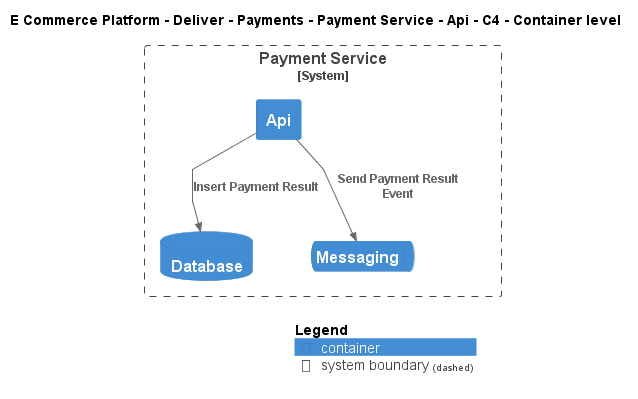 E Commerce Platform - Deliver - Payments - Payment Service - Api - C4 - Container level
Payment Service
[System]
Api
Insert Payment Result
Send Payment Result
Event
Database
Messaging
Legend
container
system boundary (dashed)